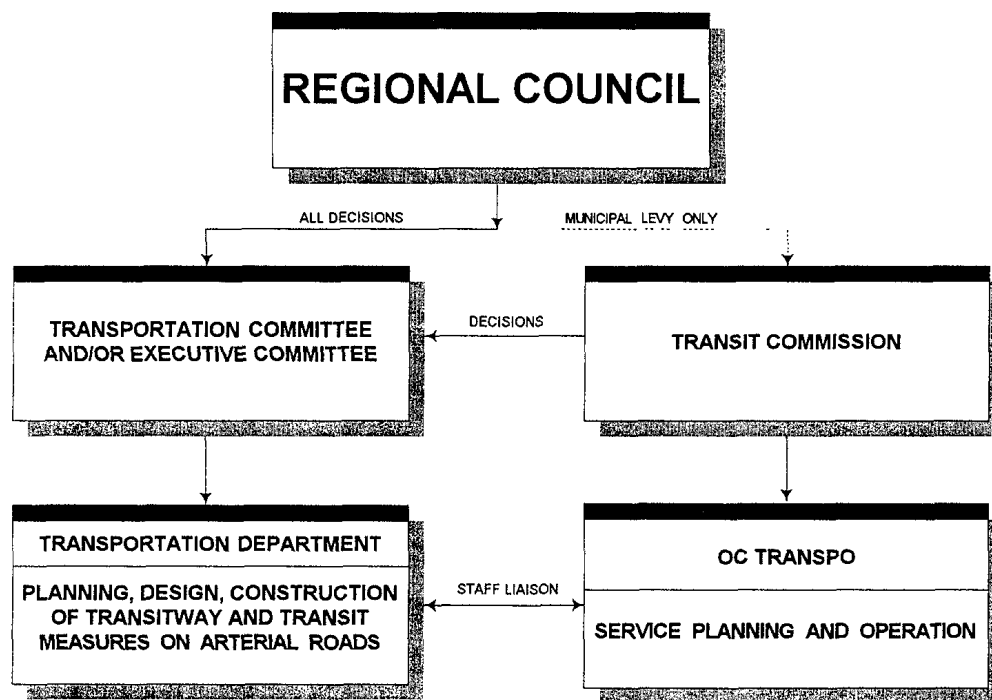 REGIONAL COUNCIL
ALL DECISIONS
MUNICIPAL LEVY ONLY
TRANSPORTATION COMMITTEE
AND/OR EXECUTIVE COMMITTEE
DECISIONS
TRANSIT COMMISSION
TRANSPORTATION DEPARTMENT
PLANNING, DESIGN, CONSTRUCTION
OF TRANSITWAY AND TRANSIT
MEASURES ON ARTERIAL ROADS
STAFF LIAISON
OC TRANSPO
SERVICE PLANNING AND OPERATION